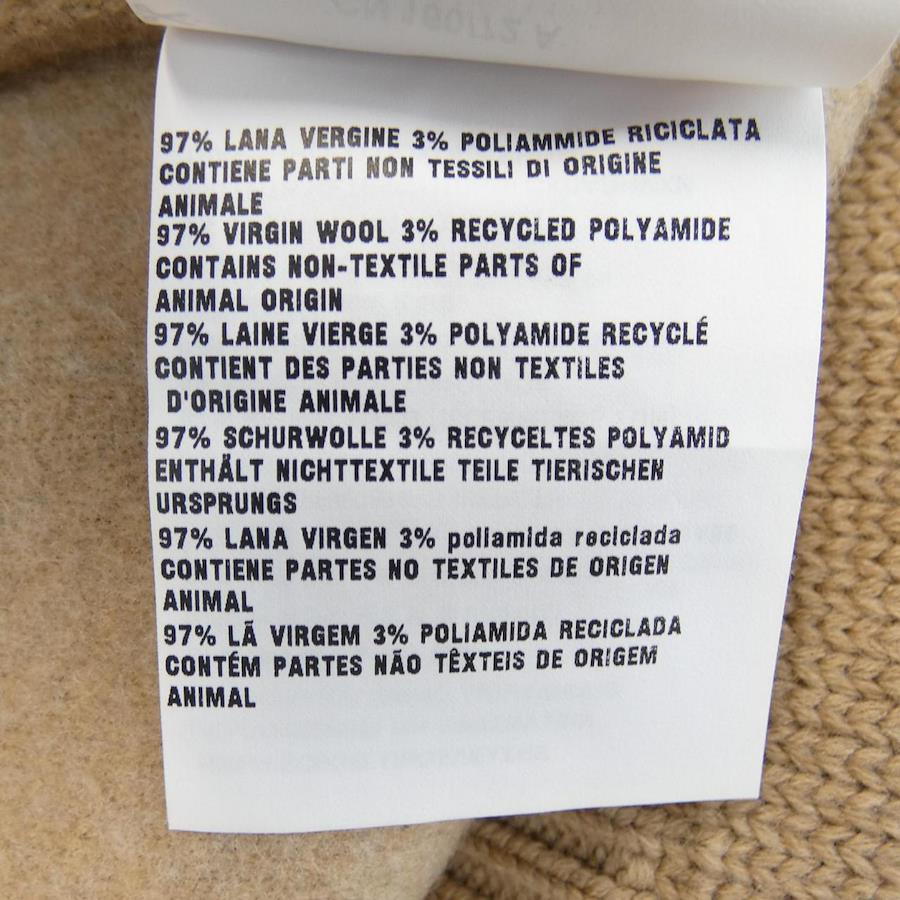 97% LANA VERGINE 3% POLIAMMIDE RICICLATA
CONTIENE PARTI NON TESSILI DI ORIGINE
ANIMALE
97% VIRGIN WOOL 3% RECYCLED POLYAMIDE
CONTAINS NON-TEXTILE PARTS OF
ANIMAL ORIGIN
97% LAINE VIERGE 3% POLYAMIDE RECYCLÉ
CONTIENT DES PARTIES NON TEXTILES
D'ORIGINE ANIMALE
97% SCHURWOLLE 3% RECYCELTES POLYAMID
ENTHÄLT NICHTTEXTILE TEILE TIERISCHEN
URSPRUNGS
97% LANA VIRGEN 3% poliamida reciclada
CONTIENE PARTES NO TEXTILES DE ORIGEN
ANIMAL
97% LÃ VIRGEM 3% POLIAMIDA RECICLADA
CONTÉM PARTES NÃO TÊXTEIS DE ORIGEM
ANIMAL